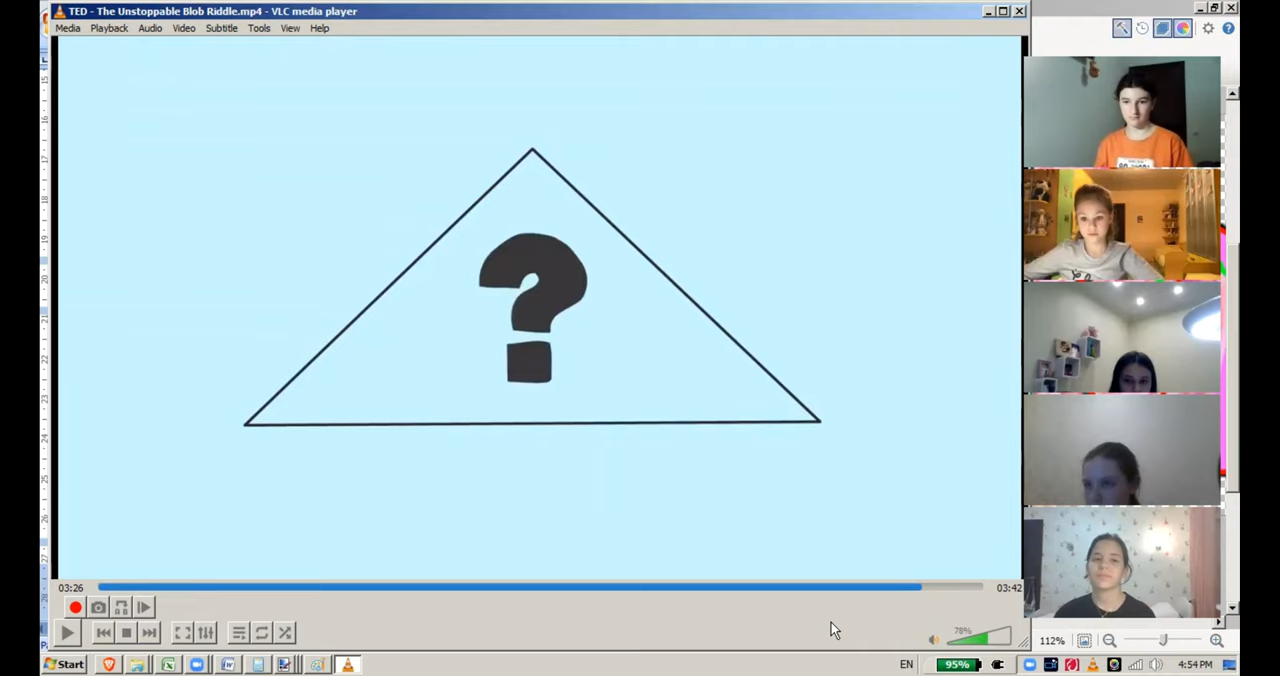 TED - The Unstoppable Blob Riddle.mp4 - VLC media player
Media Playback Audio Video Subtitle Tools View Help
?
03:26
03:42
78%
112%
Start
EN
95%
4:54 PM